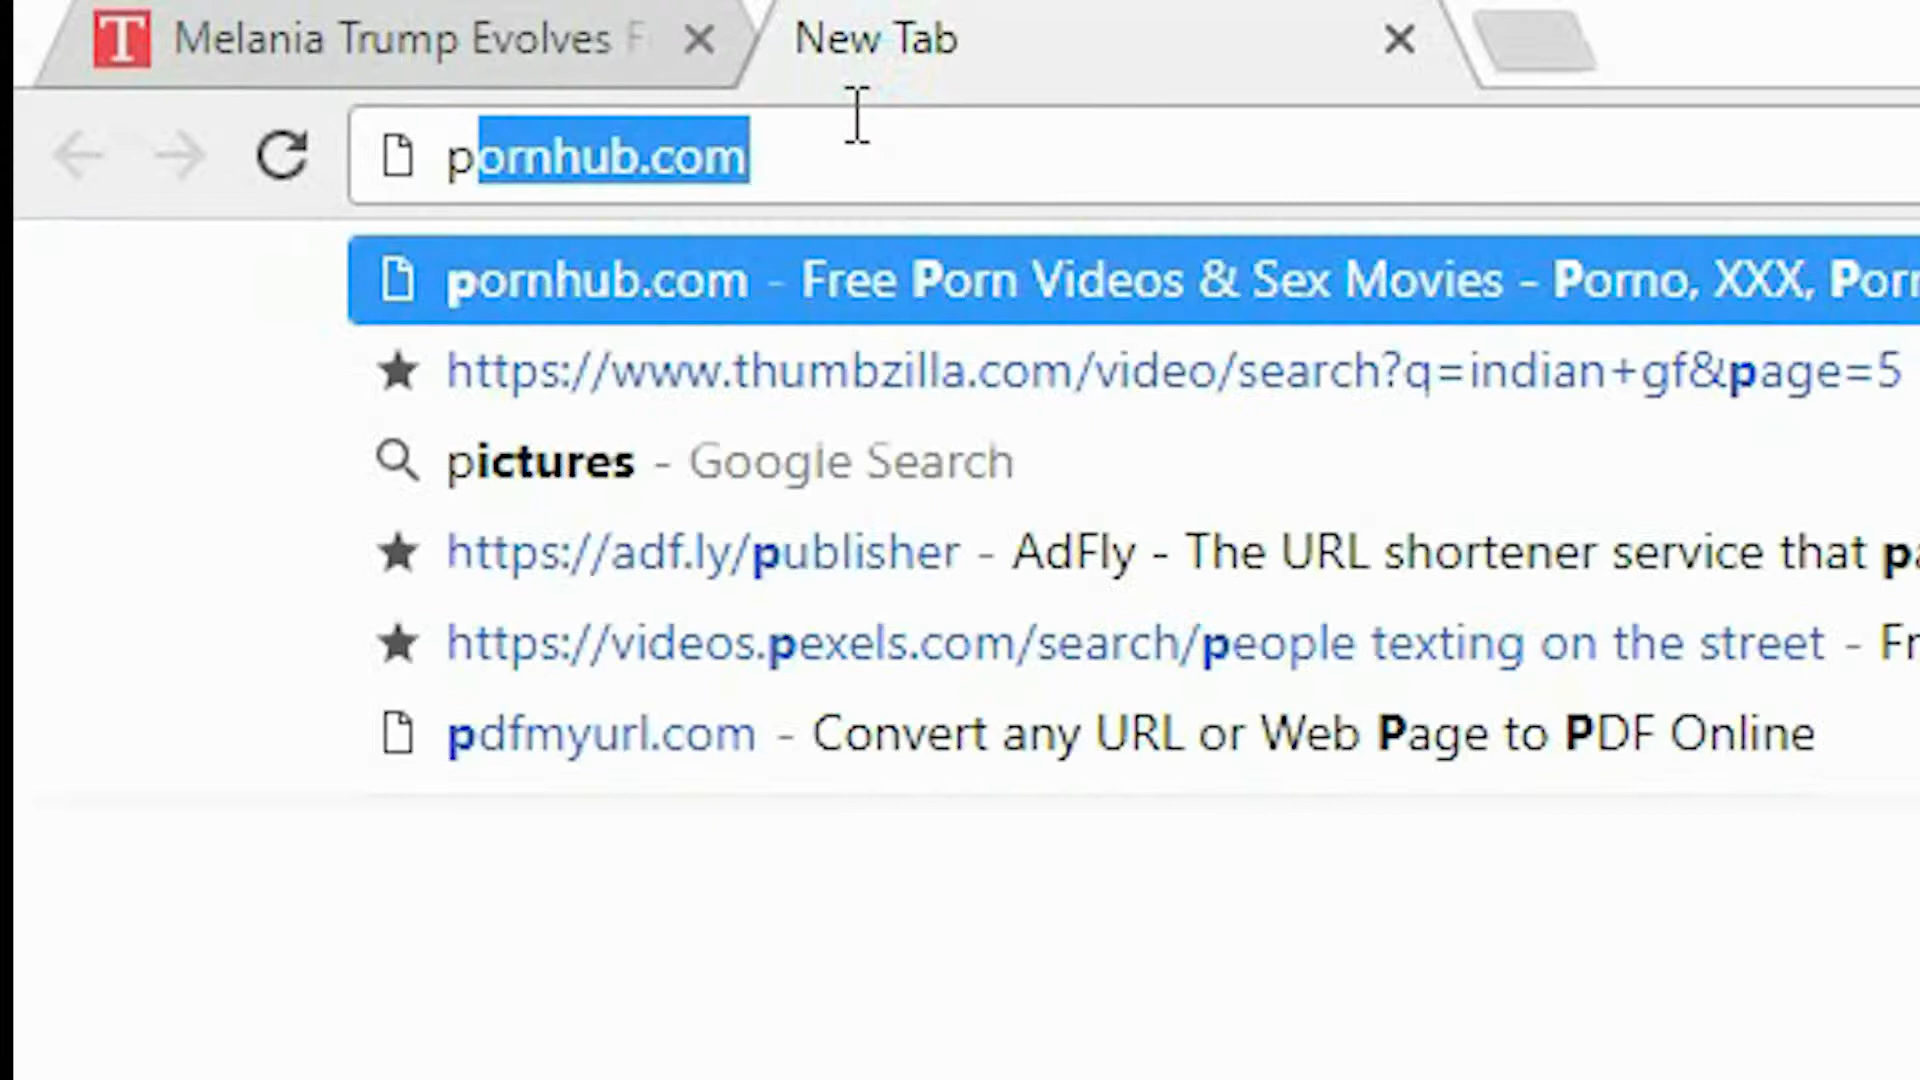 T Melania Trump Evolves F
New Tab
pornhub.com
pornhub.com - Free Porn Videos & Sex Movies - Porno, XXX, Porn
https://www.thumbzilla.com/video/search?q=indian+gf&page=5
pictures - Google Search
https://adf.ly/publisher - AdFly - The URL shortener service that pa
https://videos.pexels.com/search/people texting on the street - Fr
pdfmyurl.com - Convert any URL or Web Page to PDF Online